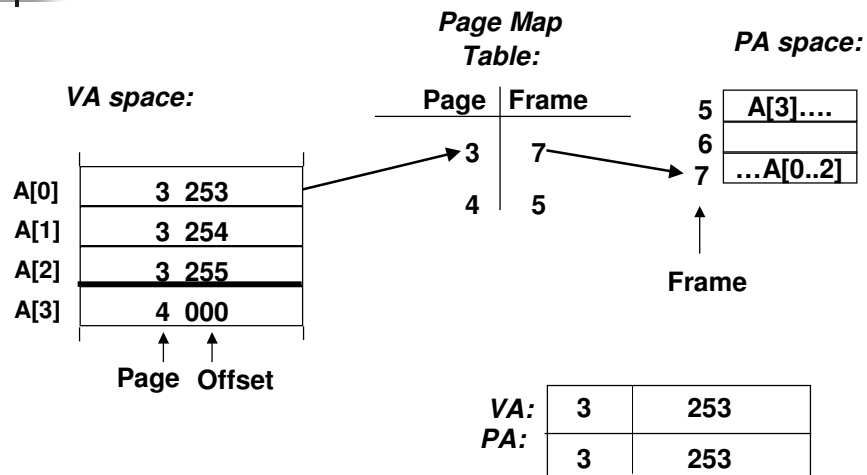 Page Map
Table:
PA space:
VA space:
Page Frame
3 7
4 5
5 A[3]....
6
7 ...A[0..2]
Frame
A[0] 3 253
A[1] 3 254
A[2] 3 255
A[3] 4 000
Page Offset
VA: 3 253
PA: 3 253